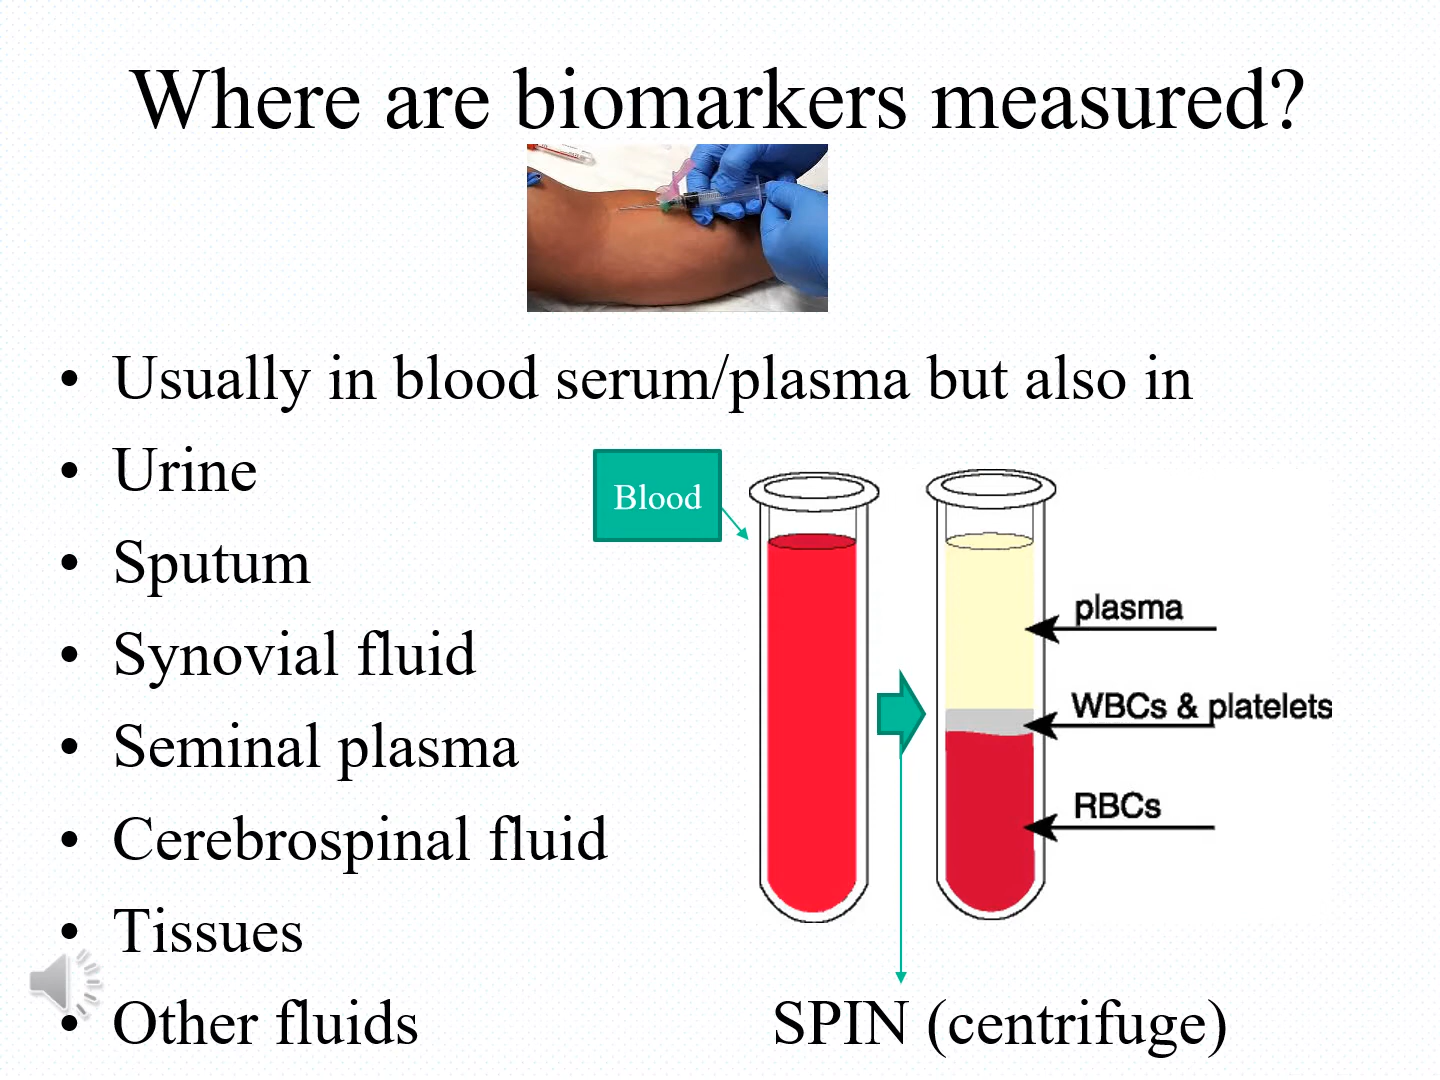 Where are biomarkers measured?
• Usually in blood serum/plasma but also in
• Urine
• Sputum
• Synovial fluid
• Seminal plasma
• Cerebrospinal fluid
• Tissues
• Other fluids
Blood
plasma
WBCs & platelets
RBCs
SPIN (centrifuge)